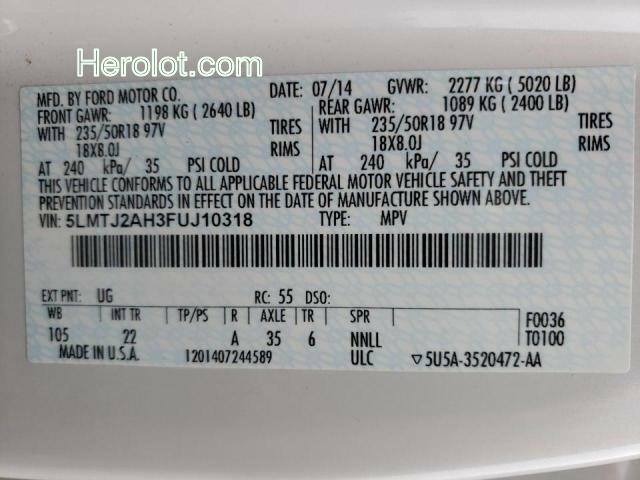 Herolot.com
MFD. BY FORD MOTOR CO. DATE: 07/14 GVWR: 2277 KG ( 5020 LB)
FRONT GAWR: 1198 KG ( 2640 LB) REAR GAWR: 1089 KG ( 2400 LB)
WITH 235/50R18 97V TIRES WITH 235/50R18 97V TIRES
18X8.0J RIMS 18X8.0J RIMS
AT 240 kPa/ 35 PSI COLD AT 240 kPa/ 35 PSI COLD
THIS VEHICLE CONFORMS TO ALL APPLICABLE FEDERAL MOTOR VEHICLE SAFETY AND THEFT
PREVENTION STANDARDS IN EFFECT ON THE DATE OF MANUFACTURE SHOWN ABOVE.
VIN: 5LMTJ2AH3FUJ10318 TYPE: MPV
EXT PNT: UG RC: 55 DSO:
WB INT TR TP/PS R AXLE TR SPR F0036
105 22 A 35 6 NNLL T0100
MADE IN U.S.A. 1201407244589 ULC ▽5U5A-3520472-AA